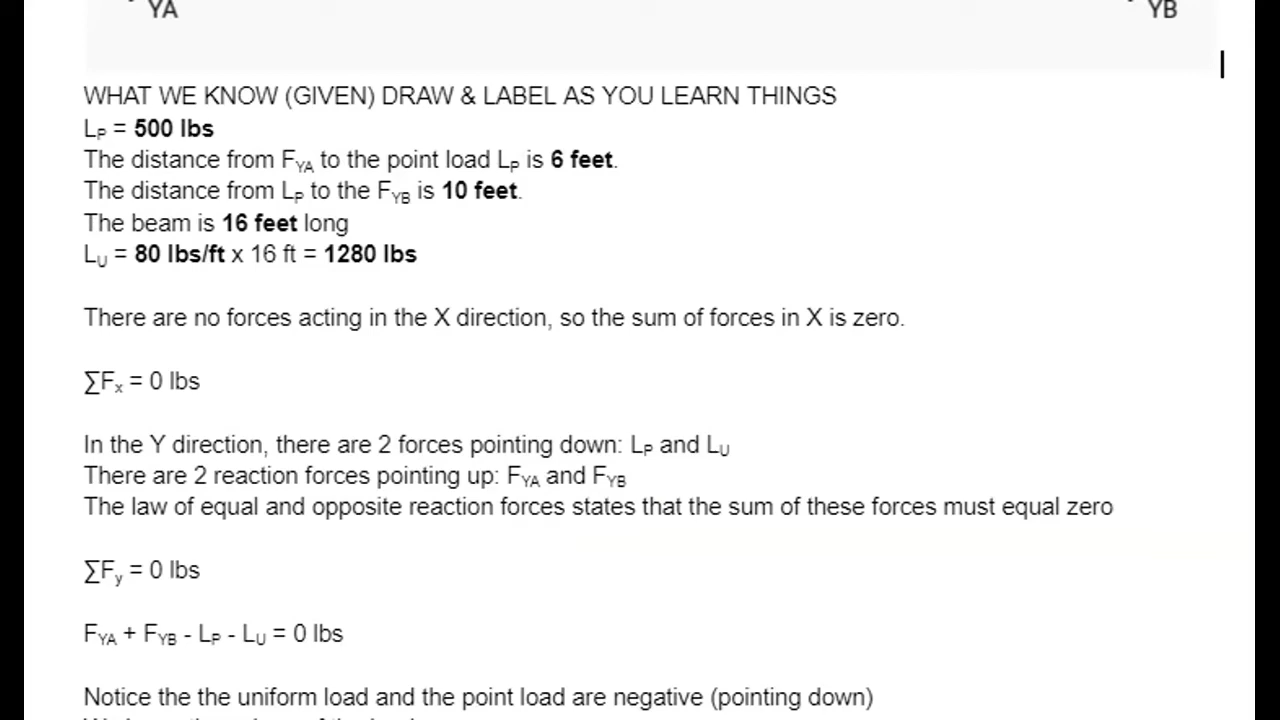 YA YB
WHAT WE KNOW (GIVEN) DRAW & LABEL AS YOU LEARN THINGS
LP = 500 lbs
The distance from FYA to the point load LP is 6 feet.
The distance from LP to the FYB is 10 feet.
The beam is 16 feet long
LU = 80 lbs/ft x 16 ft = 1280 lbs
There are no forces acting in the X direction, so the sum of forces in X is zero.
∑Fx = 0 lbs
In the Y direction, there are 2 forces pointing down: LP and LU
There are 2 reaction forces pointing up: FYA and FYB
The law of equal and opposite reaction forces states that the sum of these forces must equal zero
∑Fy = 0 lbs
FYA + FYB - LP - LU = 0 lbs
Notice the the uniform load and the point load are negative (pointing down)